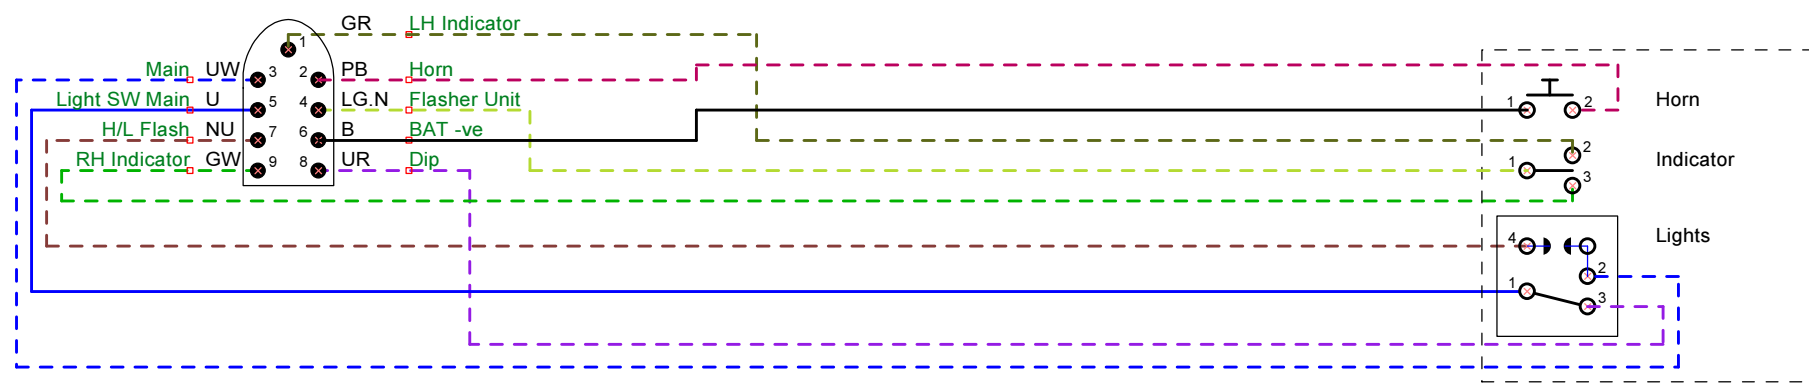 GR LH Indicator
1
Main UW 3 2 PB Horn
Light SW Main U 5 4 LG.N Flasher Unit
H/L Flash NU 7 6 B BAT -ve
RH Indicator GW 9 8 UR Dip
1 2 Horn
2
1 Indicator
3
4 Lights
2
1
3